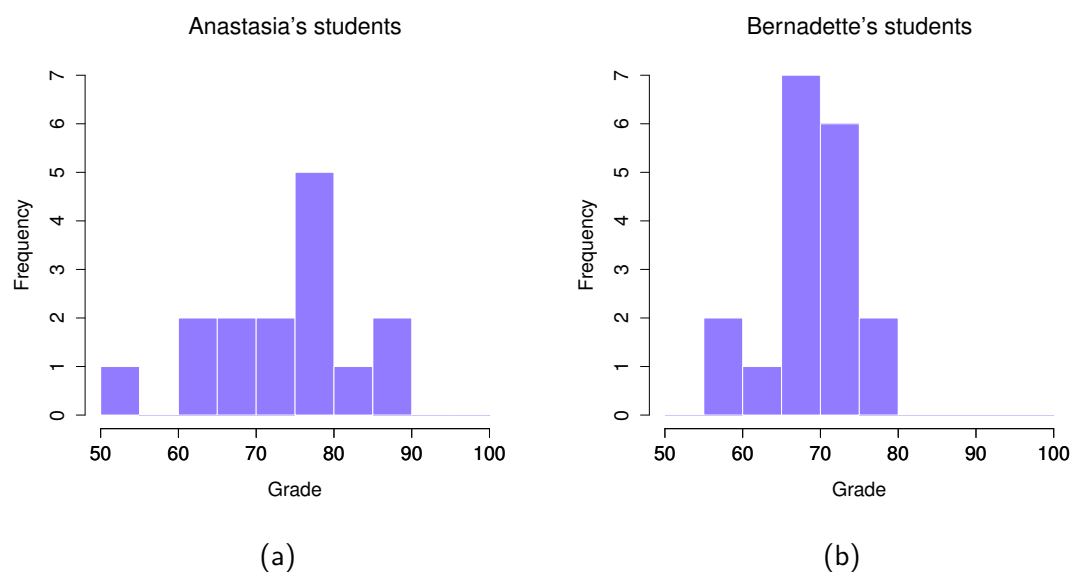 Anastasia's students
Frequency
0 1 2 3 4 5 6 7
50 60 70 80 90 100
Grade
(a)
Bernadette's students
Frequency
0 1 2 3 4 5 6 7
50 60 70 80 90 100
Grade
(b)